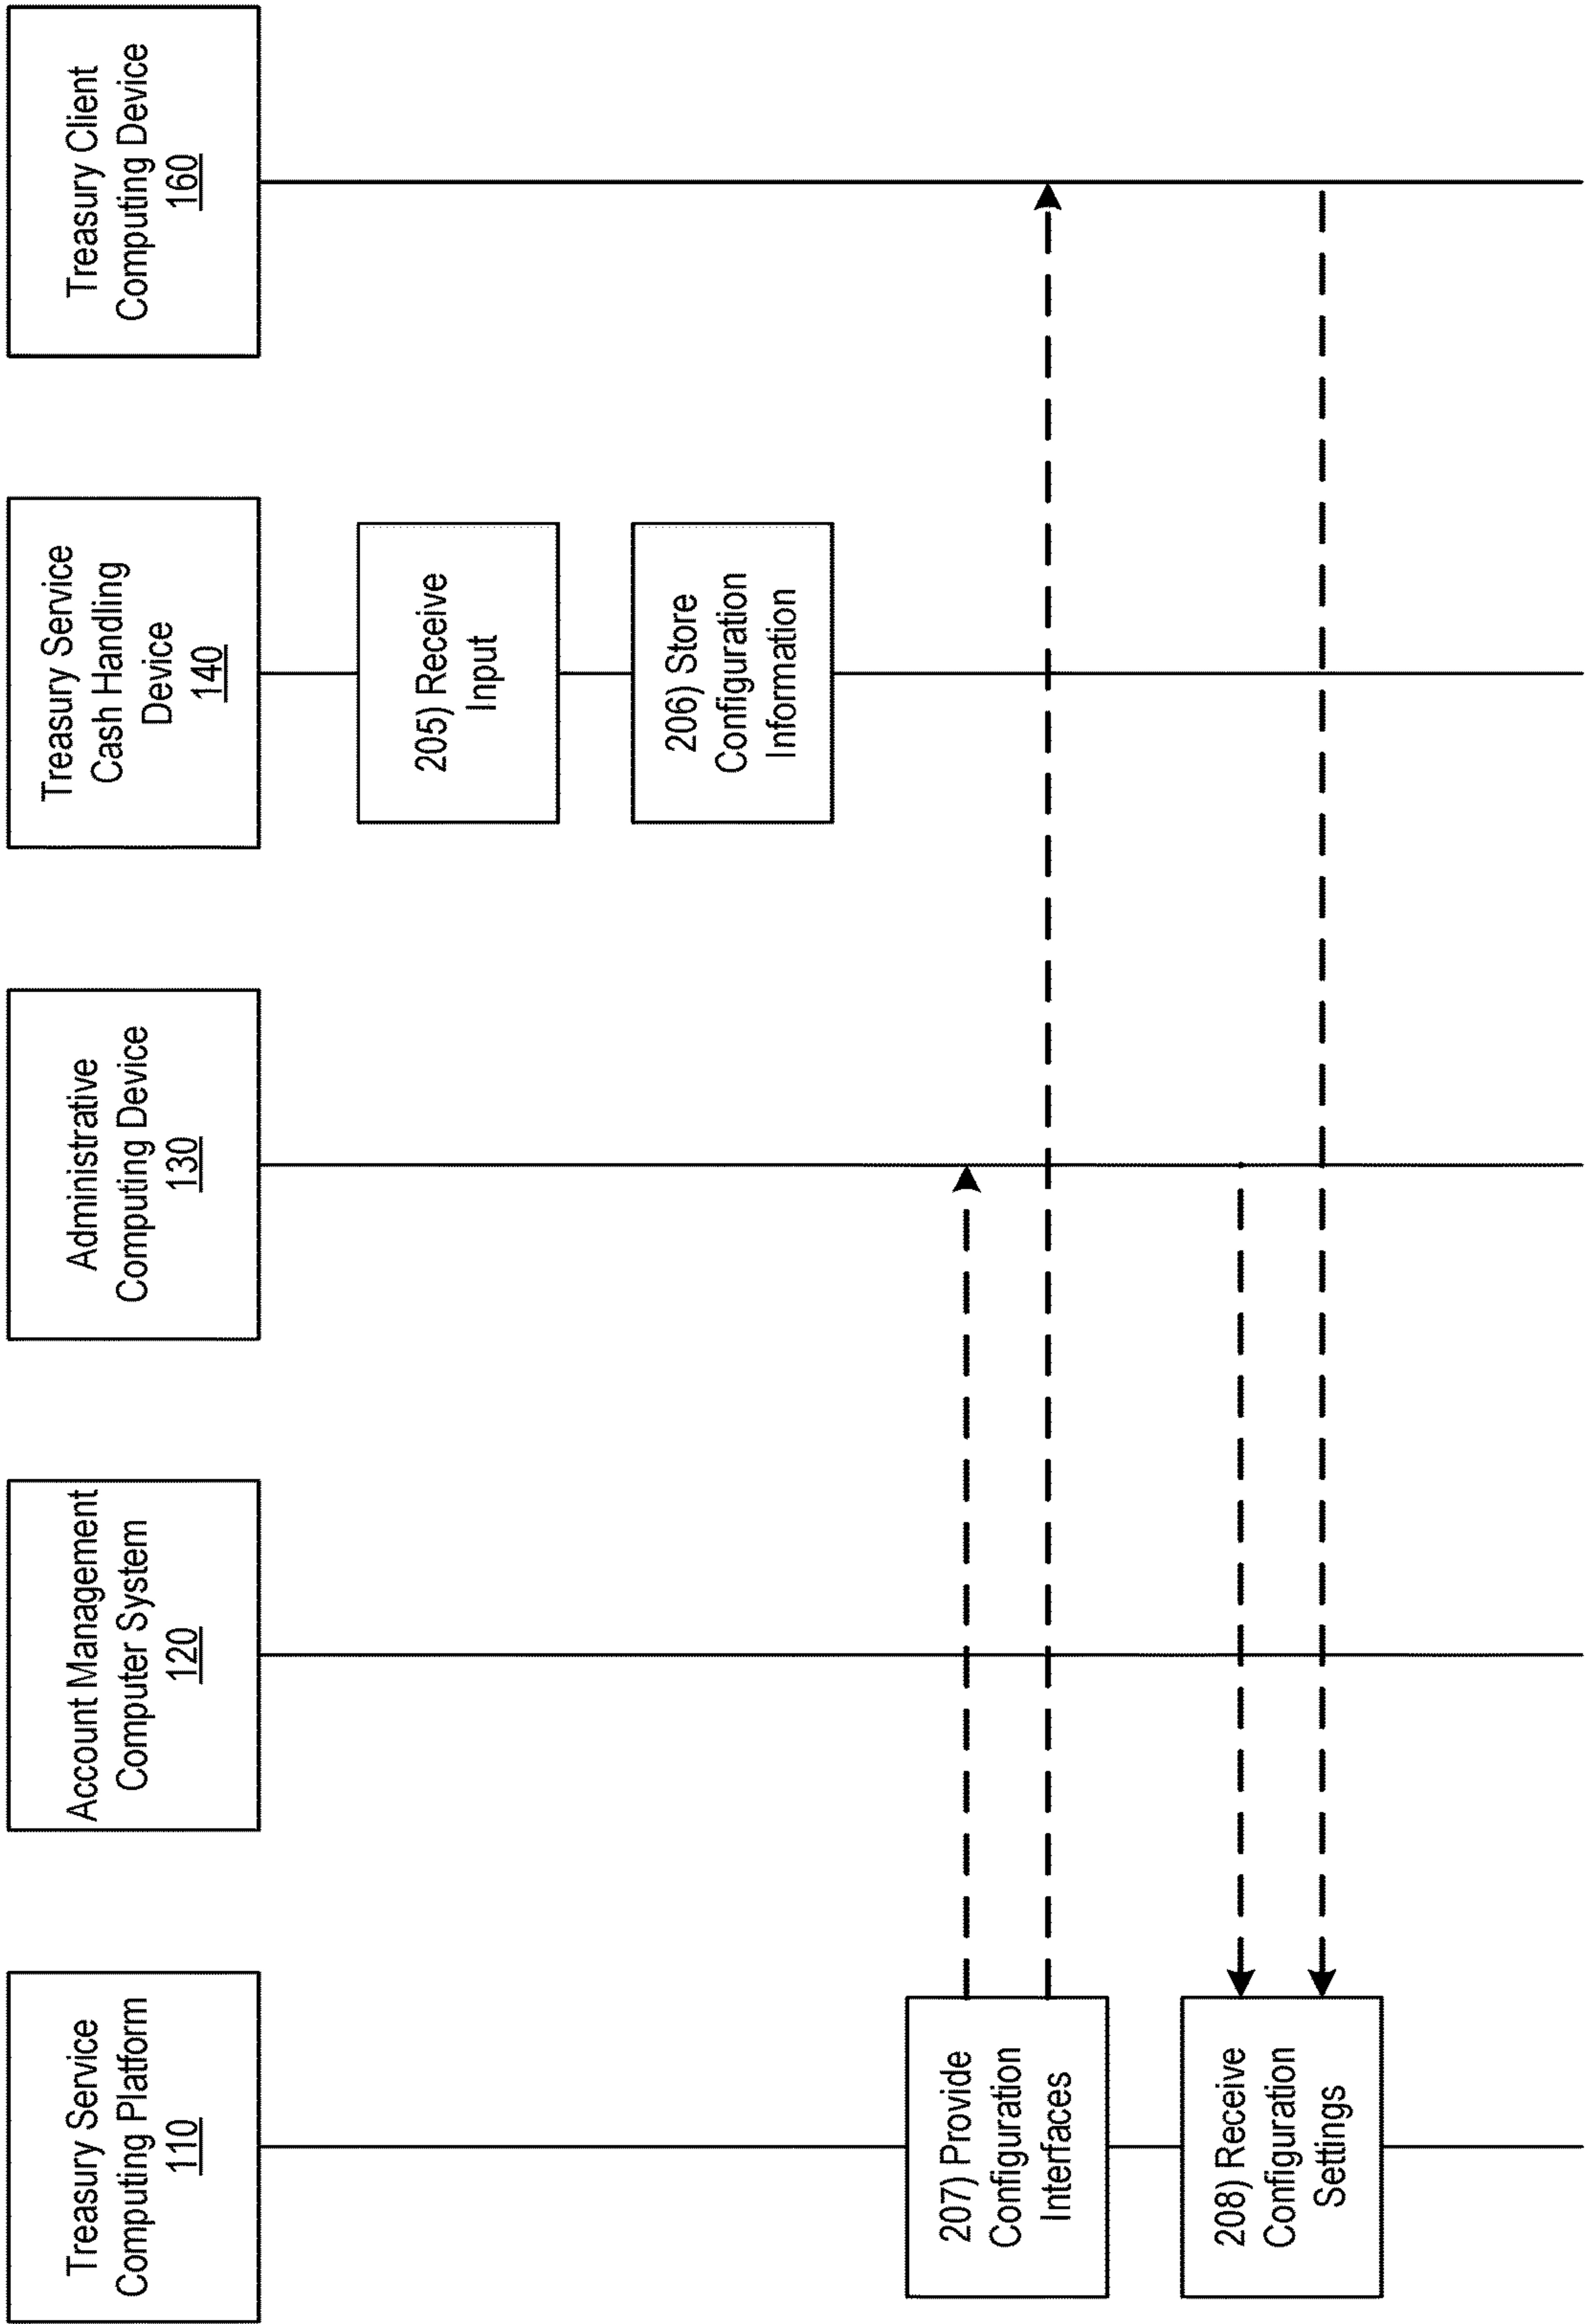 Treasury Service
Computing Platform
110
Account Management
Computer System
120
Administrative
Computing Device
130
Treasury Service
Cash Handling
Device
140
Treasury Client
Computing Device
160
205) Receive
Input
206) Store
Configuration
Information
207) Provide
Configuration
Interfaces
208) Receive
Configuration
Settings